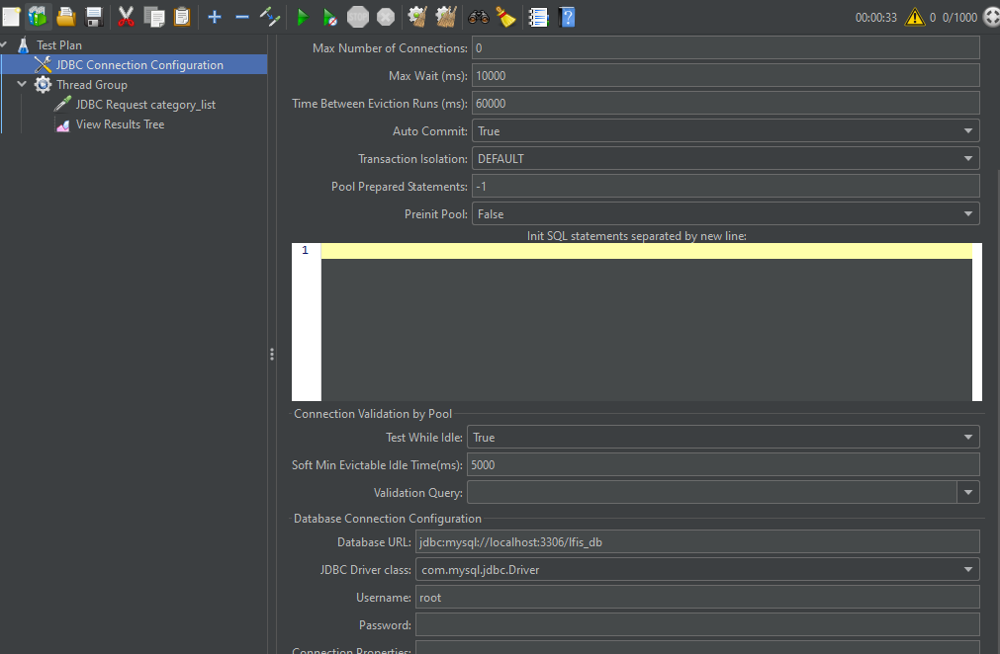 STOP
?
00:00:33
0
0/1000
Test Plan
JDBC Connection Configuration
Thread Group
JDBC Request category_list
View Results Tree
Max Number of Connections: 0
Max Wait (ms): 10000
Time Between Eviction Runs (ms): 60000
Auto Commit: True
Transaction Isolation: DEFAULT
Pool Prepared Statements: -1
Preinit Pool: False
Init SQL statements separated by new line:
1
Connection Validation by Pool
Test While Idle: True
Soft Min Evictable Idle Time(ms): 5000
Validation Query:
Database Connection Configuration
Database URL: jdbc:mysql://localhost:3306/lfis_db
JDBC Driver class: com.mysql.jdbc.Driver
Username: root
Password:
Connection Properties: